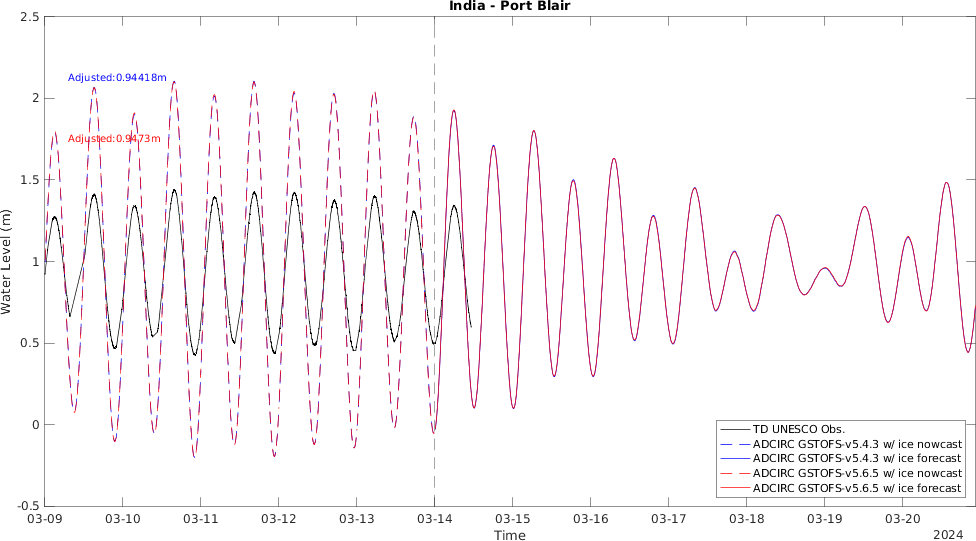 India - Port Blair
2.5
2
1.5
1
0.5
0
-0.5
Water Level (m)
Adjusted:0.94418m
Adjusted:0.9473m
TD UNESCO Obs.
ADCIRC GSTOFS-v5.4.3 w/ ice nowcast
ADCIRC GSTOFS-v5.4.3 w/ ice forecast
ADCIRC GSTOFS-v5.6.5 w/ ice nowcast
ADCIRC GSTOFS-v5.6.5 w/ ice forecast
03-09 03-10 03-11 03-12 03-13 03-14 03-15 03-16 03-17 03-18 03-19 03-20
Time
2024